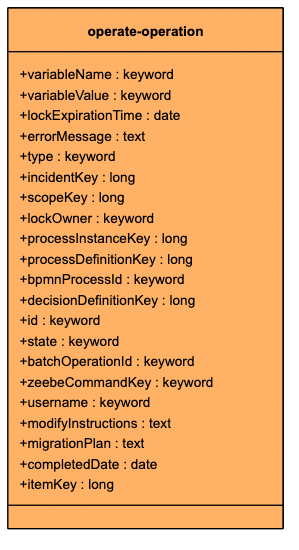 operate-operation
+variableName : keyword
+variableValue : keyword
+lockExpirationTime : date
+errorMessage : text
+type : keyword
+incidentKey : long
+scopeKey : long
+lockOwner : keyword
+processInstanceKey : long
+processDefinitionKey : long
+bpmnProcessId : keyword
+decisionDefinitionKey : long
+id : keyword
+state : keyword
+batchOperationId : keyword
+zeebeCommandKey : keyword
+username : keyword
+modifyInstructions : text
+migrationPlan : text
+completedDate : date
+itemKey : long